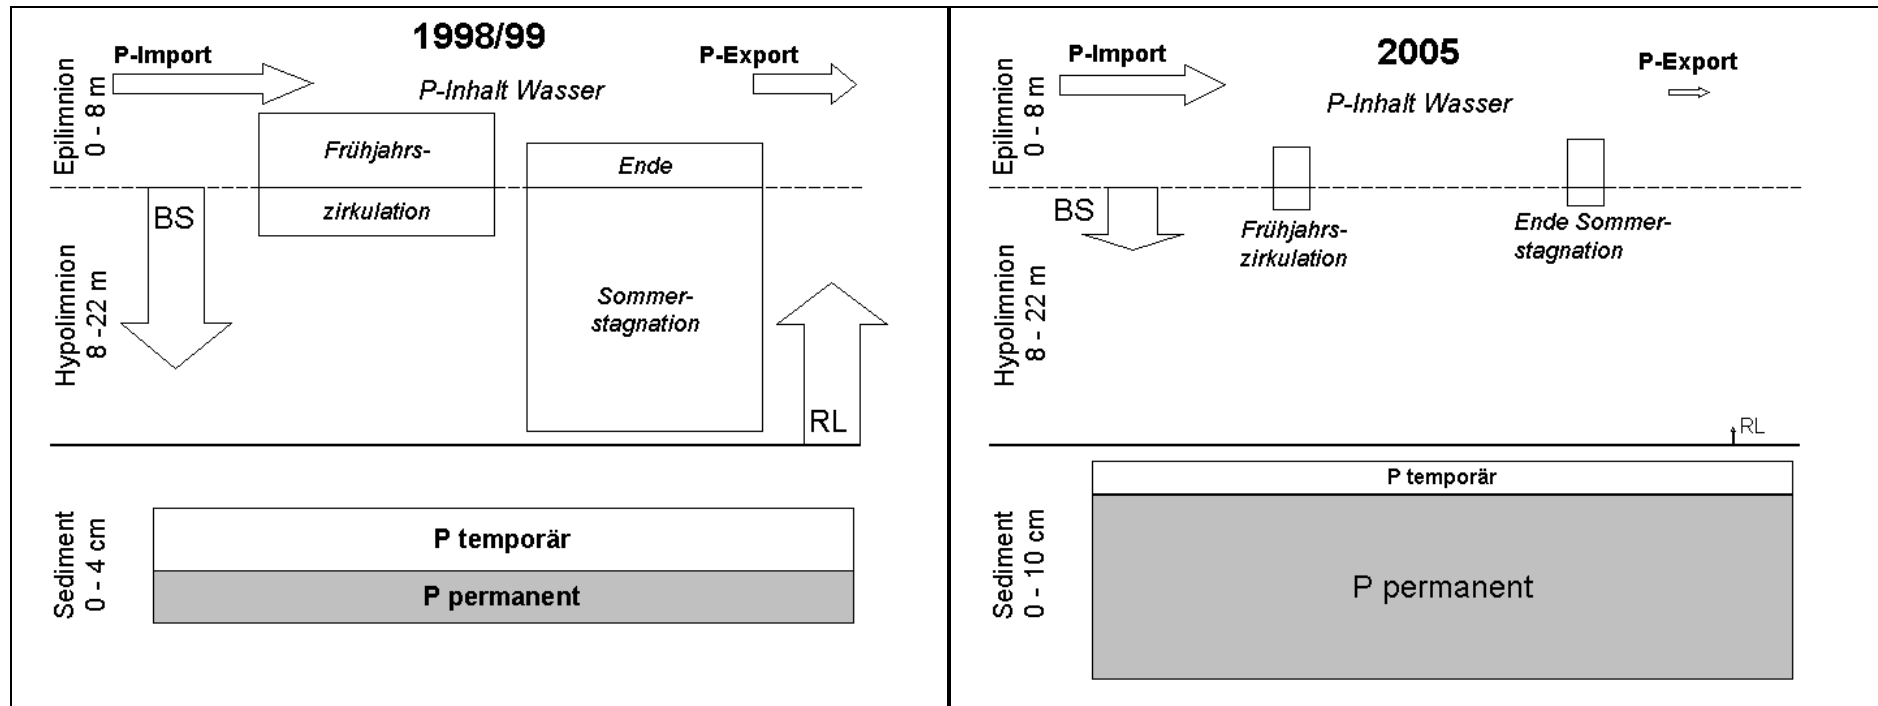 1998/99
P-Import
P-Export
P-Inhalt Wasser
Epilimnion
0 - 8 m
Frühjahrs-
zirkulation
Ende
Sommer-
stagnation
BS
Hypolimnion
8 -22 m
RL
Sediment
0 - 4 cm
P temporär
P permanent
2005
P-Import
P-Export
P-Inhalt Wasser
Epilimnion
0 - 8 m
BS
Frühjahrs-
zirkulation
Ende Sommer-
stagnation
Hypolimnion
8 - 22 m
RL
Sediment
0 - 10 cm
P temporär
P permanent